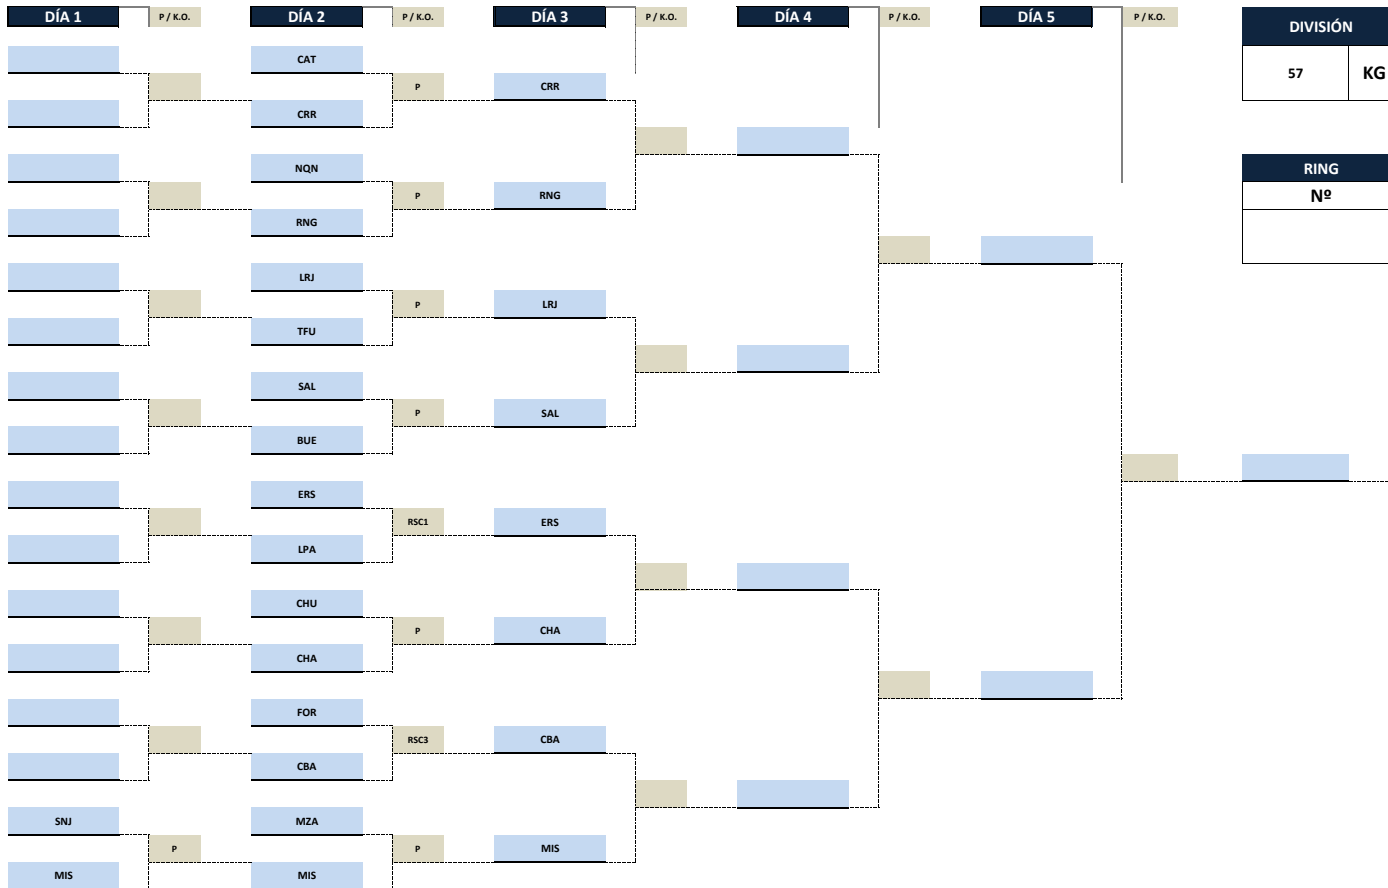 DÍA 1 P / K.O. DÍA 2 P / K.O. DÍA 3 P / K.O. DÍA 4 P / K.O. DÍA 5 P / K.O. DIVISIÓN
CAT
57 KG
P CRR
CRR
NQN
RING
P RNG
Nº
RNG
LRJ
P LRJ
TFU
SAL
P SAL
BUE
ERS
RSC1 ERS
LPA
CHU
P CHA
CHA
FOR
RSC3 CBA
CBA
SNJ MZA
P P MIS
MIS MIS